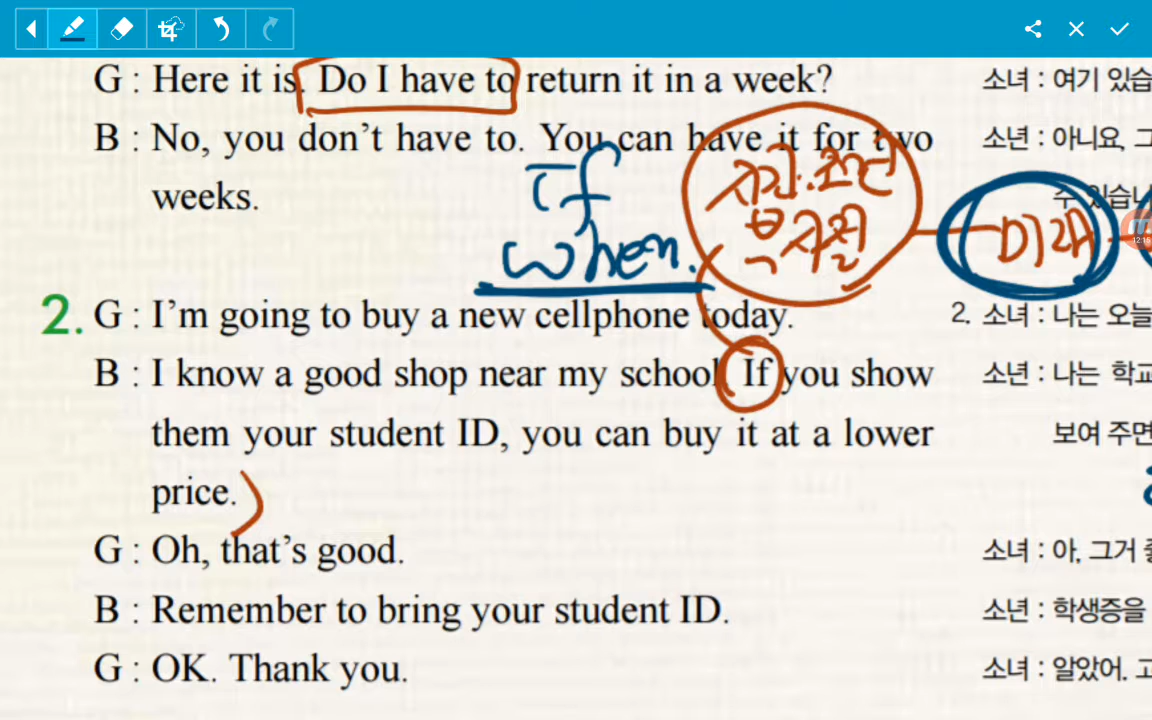 G : Here it is. Do I have to return it in a week?
소녀 : 여기 있습
B : No, you don't have to. You can have it for two
소년 : 아니요, 그
weeks.
수 있습니
If
when.
시간.조건
부사절
미래
12:15
2. G : I'm going to buy a new cellphone today.
2. 소녀 : 나는 오늘
B : I know a good shop near my school. If you show
소년 : 나는 학교
them your student ID, you can buy it at a lower
보여 주면
price.
G : Oh, that's good.
소녀 : 아, 그거
B : Remember to bring your student ID.
소년 : 학생증을
G : OK. Thank you.
소녀 : 알았어. 고